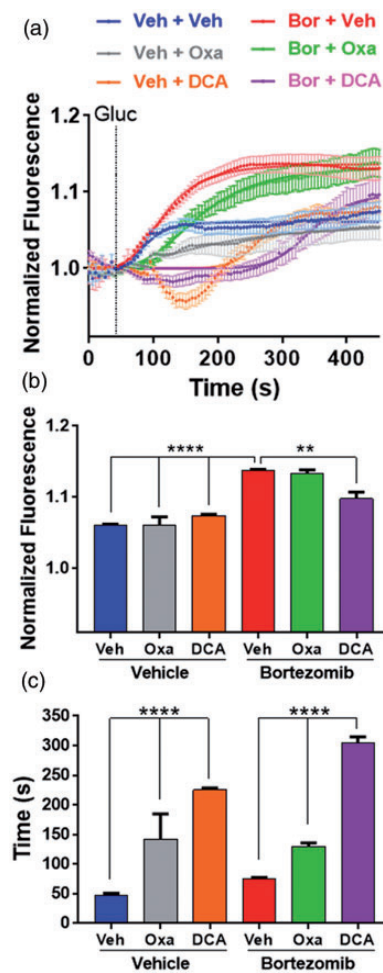 (a)
Veh + Veh Bor + Veh
Veh + Oxa Bor + Oxa
Veh + DCA Bor + DCA
Gluc
Normalized Fluorescence
1.2
1.1
1.0
0 100 200 300 400
Time (s)
(b)
Normalized Fluorescence
1.2
1.1
1.0
**** **
Veh Oxa DCA Veh Oxa DCA
Vehicle Bortezomib
(c)
Time (s)
350
300
250
200
150
100
50
0
**** ****
Veh Oxa DCA Veh Oxa DCA
Vehicle Bortezomib